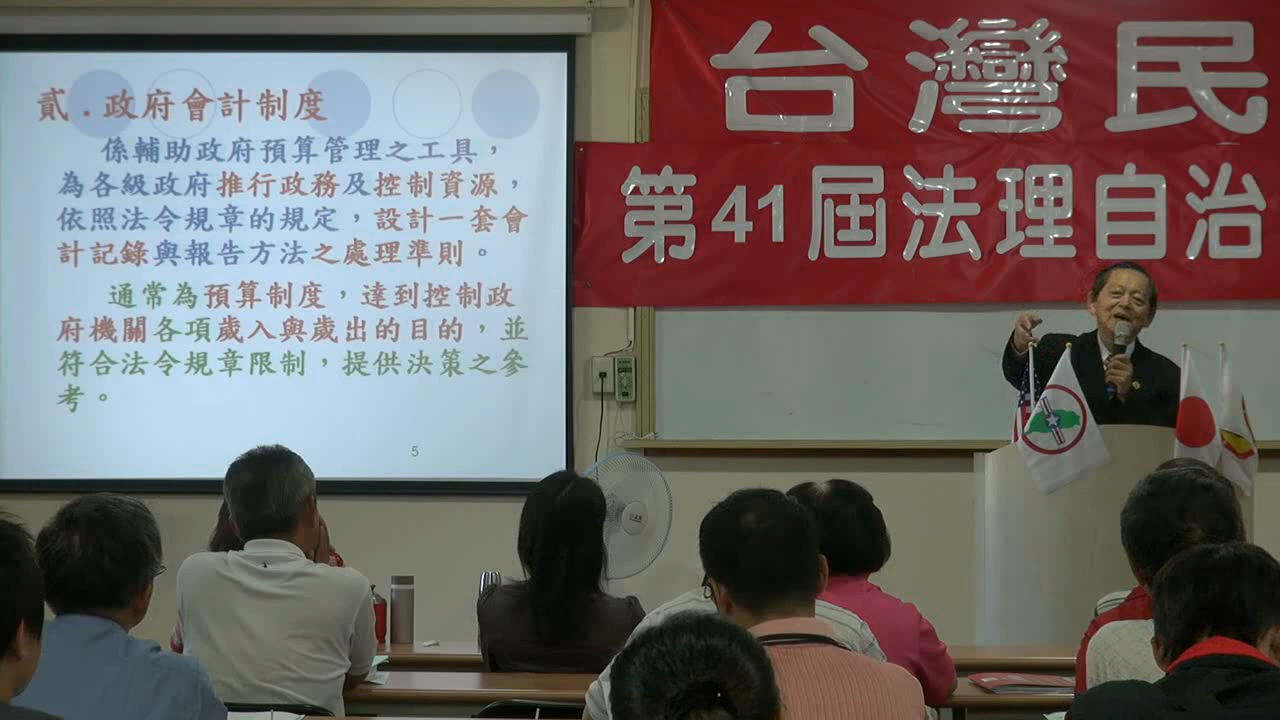 貳．政府會計制度
係輔助政府預算管理之工具，
為各級政府推行政務及控制資源，
依照法令規章的規定，設計一套會
計記錄與報告方法之處理準則。
通常為預算制度，達到控制政
府機關各項歲入與歲出的目的，並
符合法令規章限制，提供決策之參
考。
5
台灣民
第41屆法理自治